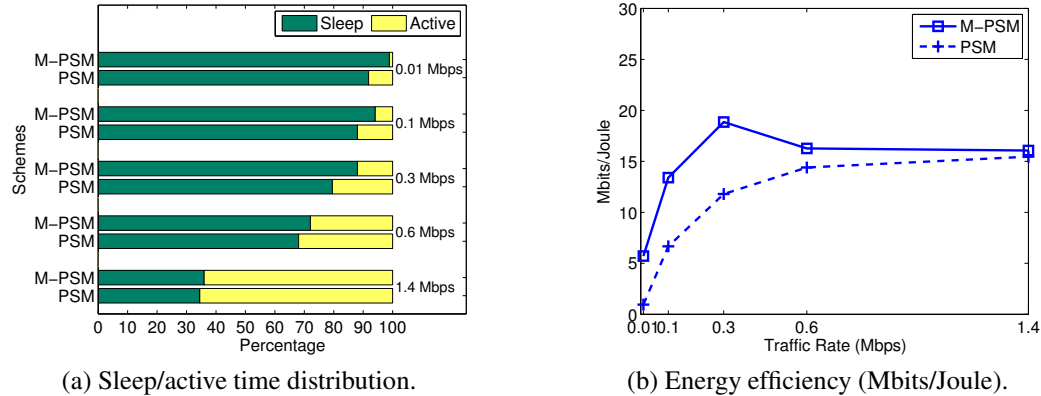 Sleep Active
M-PSM
PSM
0.01 Mbps
M-PSM
PSM
0.1 Mbps
M-PSM
PSM
0.3 Mbps
M-PSM
PSM
0.6 Mbps
M-PSM
PSM
1.4 Mbps
Schemes
0 10 20 30 40 50 60 70 80 90 100
Percentage
(a) Sleep/active time distribution.
M-PSM
PSM
30
25
20
15
10
5
0
Mbits/Joule
0.01 0.1 0.3 0.6 1.4
Traffic Rate (Mbps)
(b) Energy efficiency (Mbits/Joule).